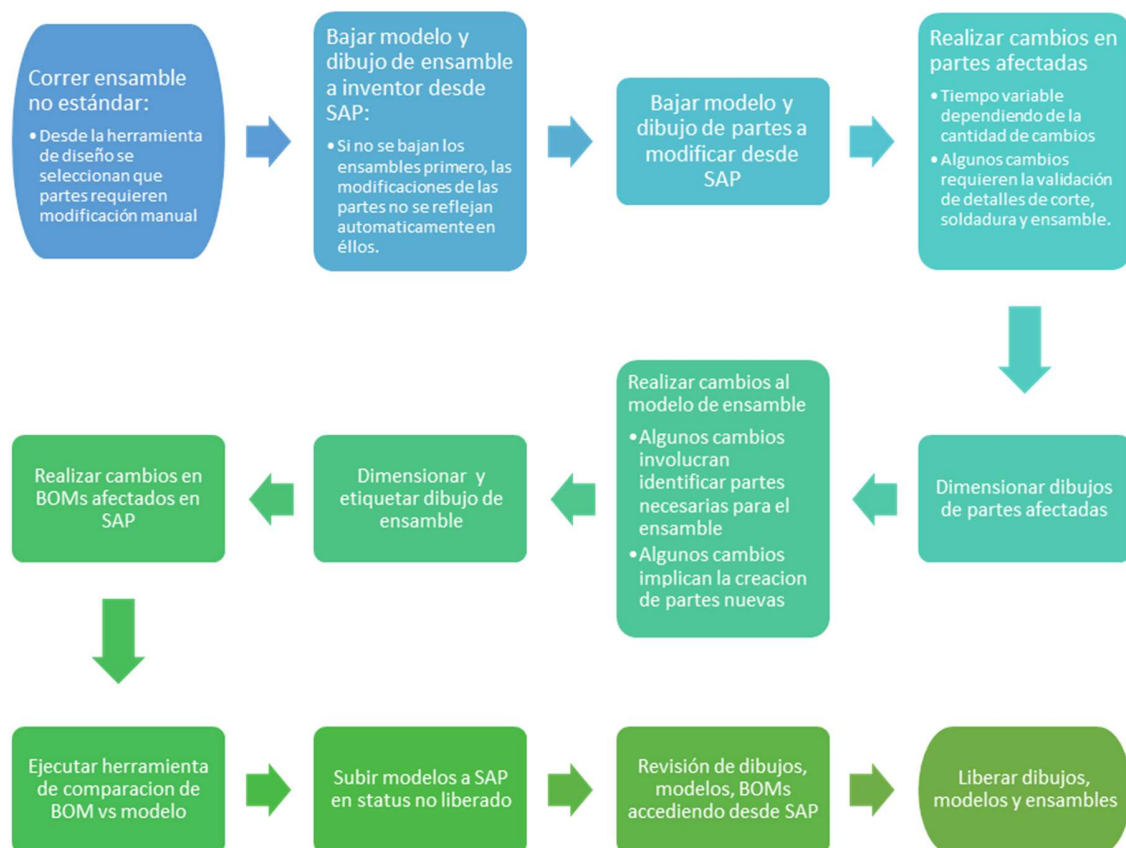 Correr ensamble
no estándar:
•Desde la herramienta
de diseño se
seleccionan que
partes requieren
modificación manual
Bajar modelo y
dibujo de ensamble
a inventor desde
SAP:
•Si no se bajan los
ensambles primero, las
modificaciones de las
partes no se reflejan
automaticamente en
éllos.
Bajar modelo y
dibujo de partes a
modificar desde
SAP
Realizar cambios en
partes afectadas
•Tiempo variable
dependiendo de la
cantidad de cambios
•Algunos cambios
requieren la validación
de detalles de corte,
soldadura y ensamble.
Dimensionar dibujos
de partes afectadas
Realizar cambios al
modelo de ensamble
•Algunos cambios
involucran
identificar partes
necesarias para el
ensamble
•Algunos cambios
implican la creacion
de partes nuevas
Dimensionar y
etiquetar dibujo de
ensamble
Realizar cambios en
BOMs afectados en
SAP
Ejecutar herramienta
de comparacion de
BOM vs modelo
Subir modelos a SAP
en status no liberado
Revisión de dibujos,
modelos, BOMs
accediendo desde SAP
Liberar dibujos,
modelos y ensambles